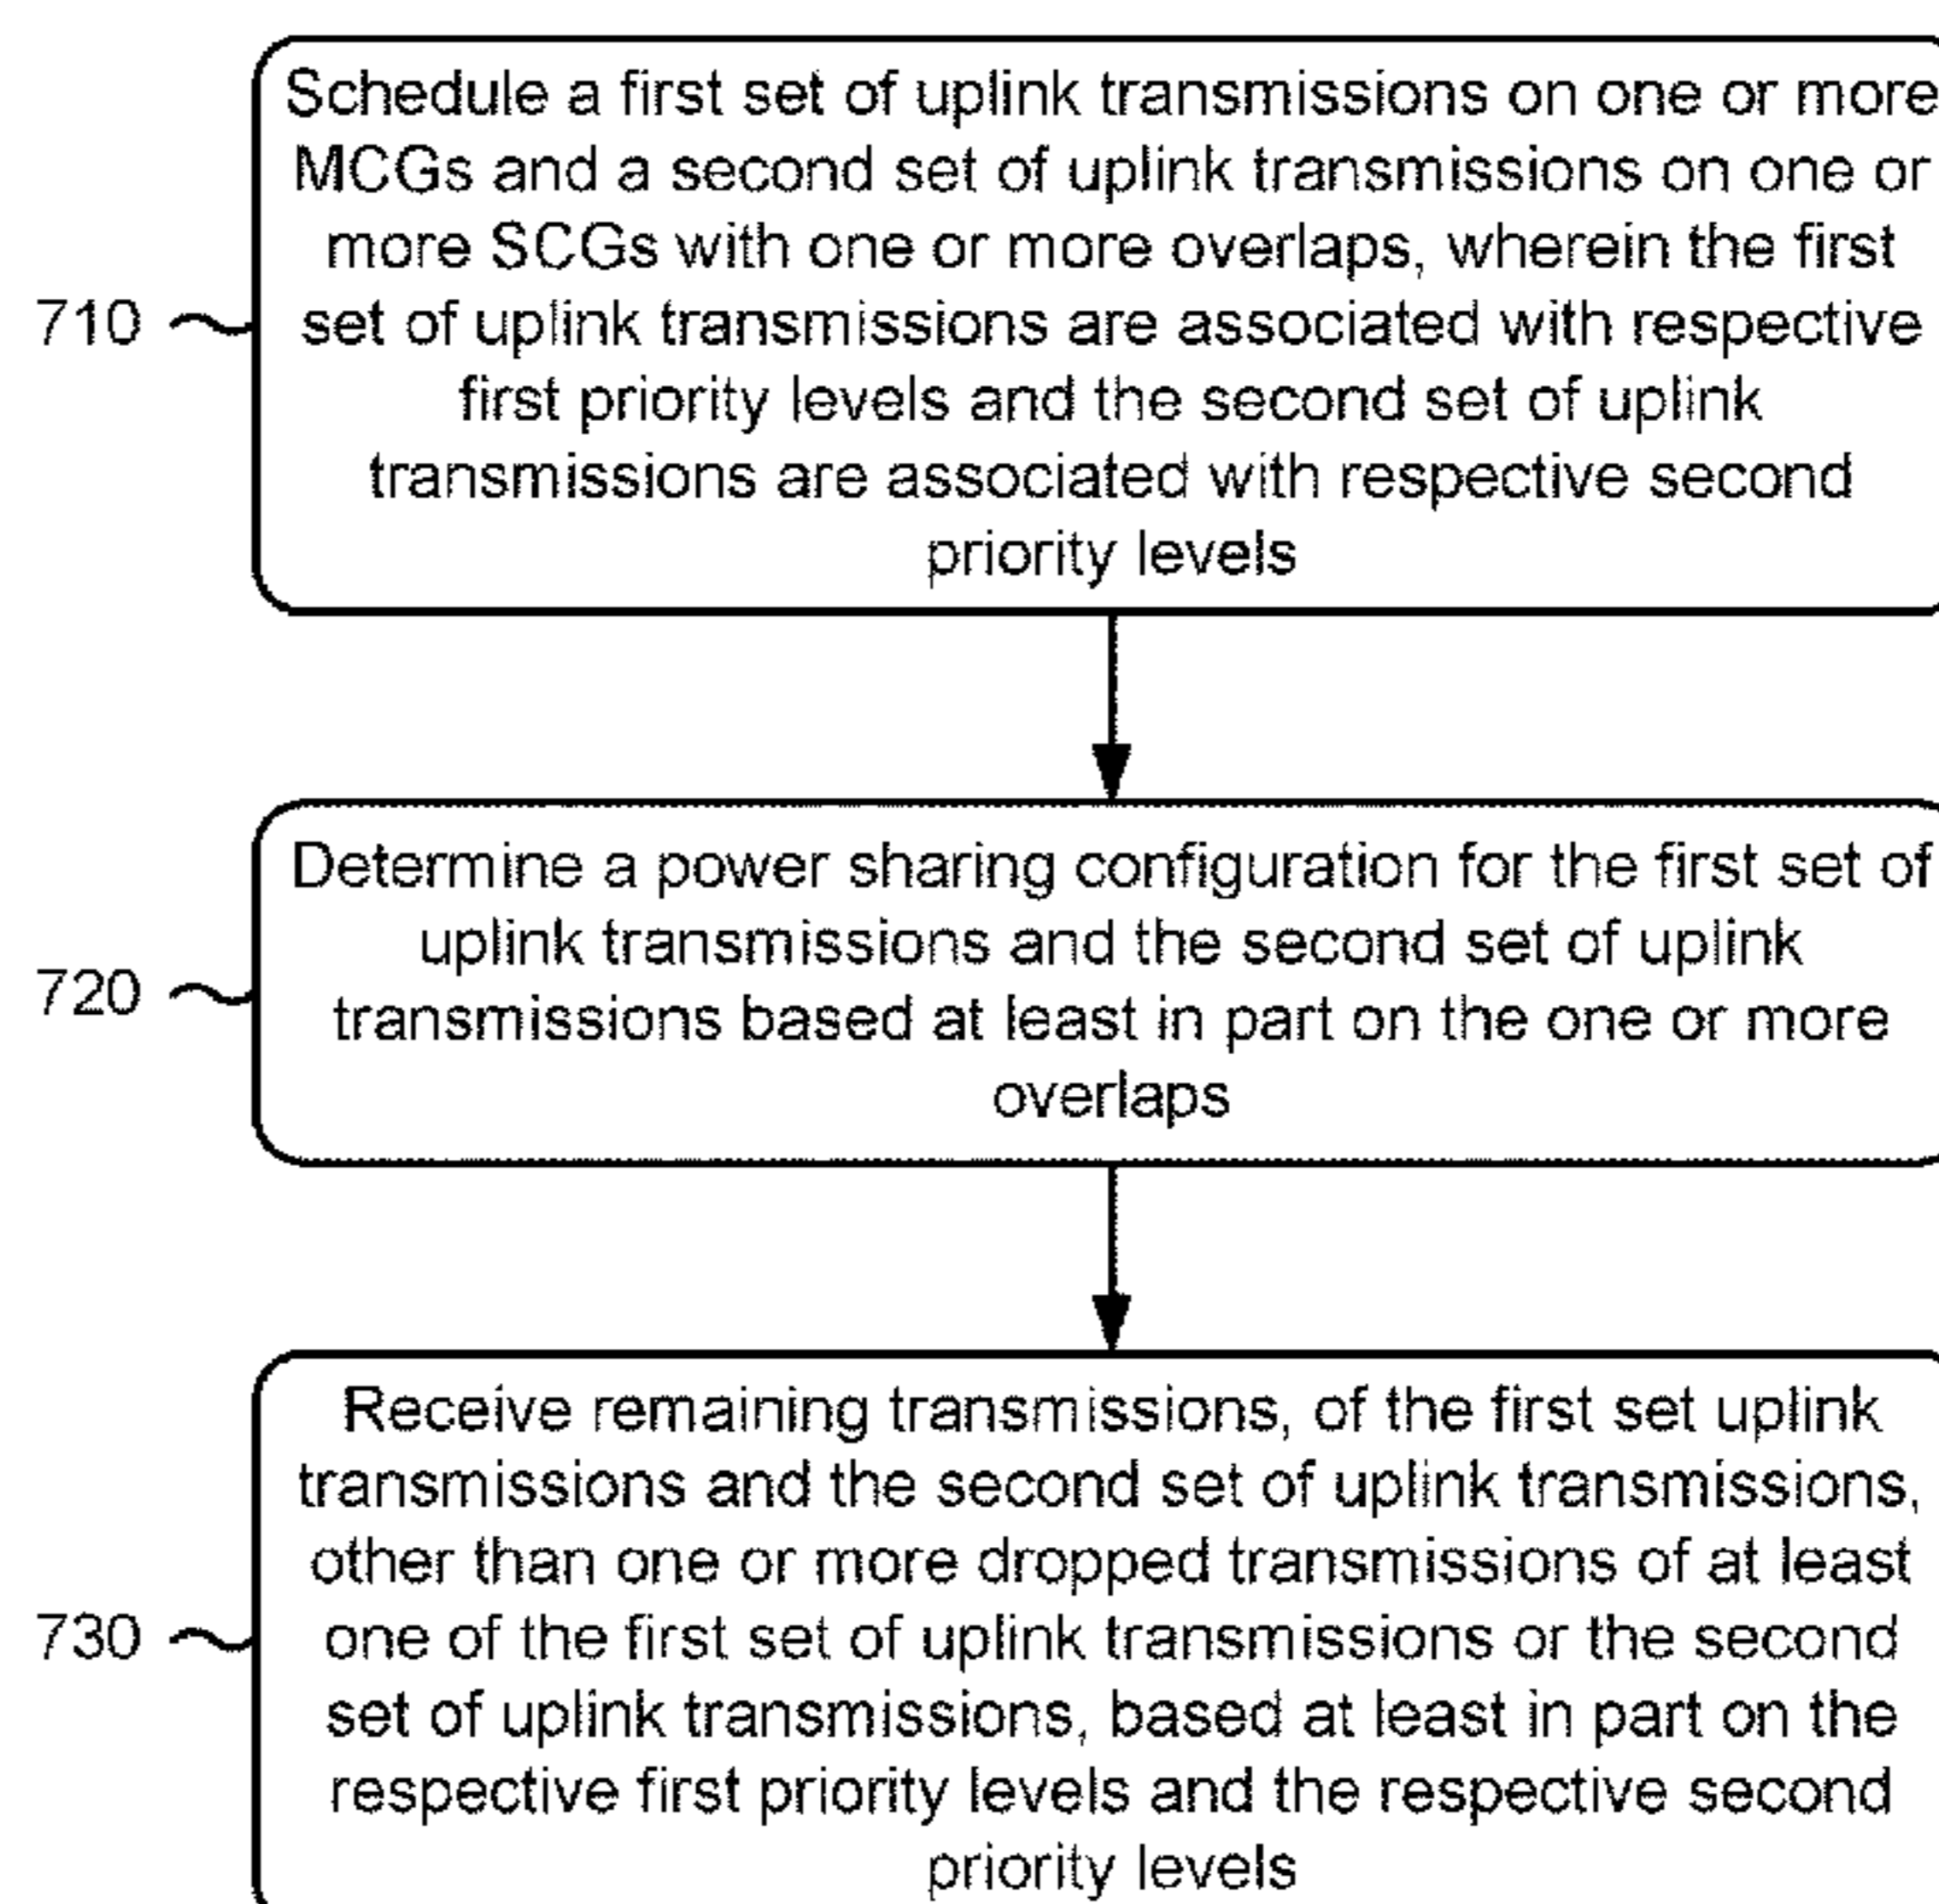 Schedule a first set of uplink transmissions on one or more
MCGs and a second set of uplink transmissions on one or
more SCGs with one or more overlaps, wherein the first
710
set of uplink transmissions are associated with respective
first priority levels and the second set of uplink
transmissions are associated with respective second
priority levels
Determine a power sharing configuration for the first set of
uplink transmissions and the second set of uplink
720
transmissions based at least in part on the one or more
overlaps
Receive remaining transmissions, of the first set uplink
transmissions and the second set of uplink transmissions,
other than one or more dropped transmissions of at least
730
one of the first set of uplink transmissions or the second
set of uplink transmissions, based at least in part on the
respective first priority levels and the respective second
priority levels